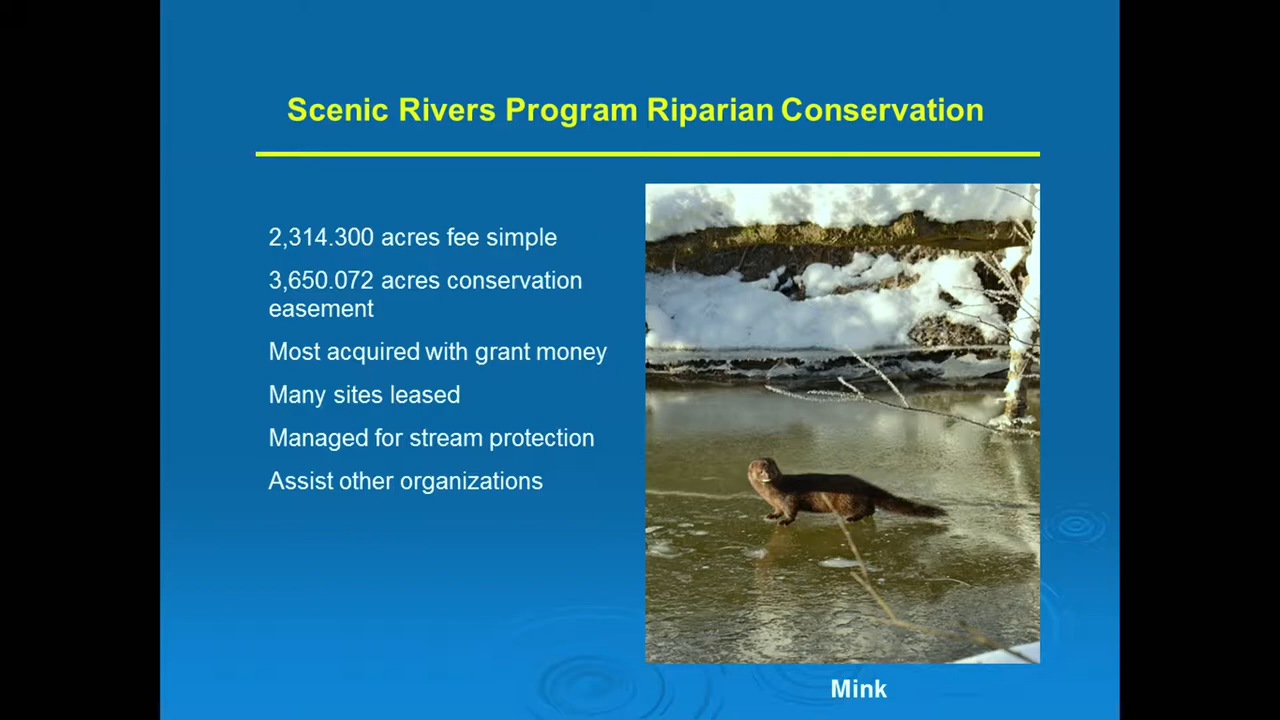 Scenic Rivers Program Riparian Conservation
2,314.300 acres fee simple
3,650.072 acres conservation
easement
Most acquired with grant money
Many sites leased
Managed for stream protection
Assist other organizations
Mink